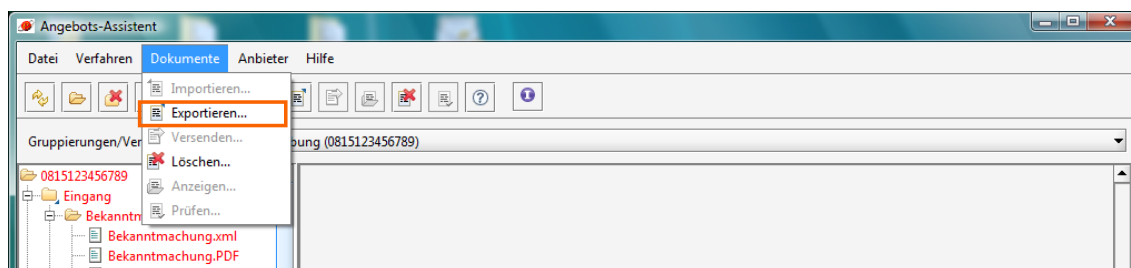 Angebots-Assistent
Datei Verfahren Dokumente Anbieter Hilfe
Importieren...
Exportieren...
Versenden...
Löschen...
Anzeigen...
Prüfen...
Gruppierungen/Ver bung (0815123456789)
0815123456789
Eingang
Bekanntm
Bekanntmachung.xml
Bekanntmachung.PDF